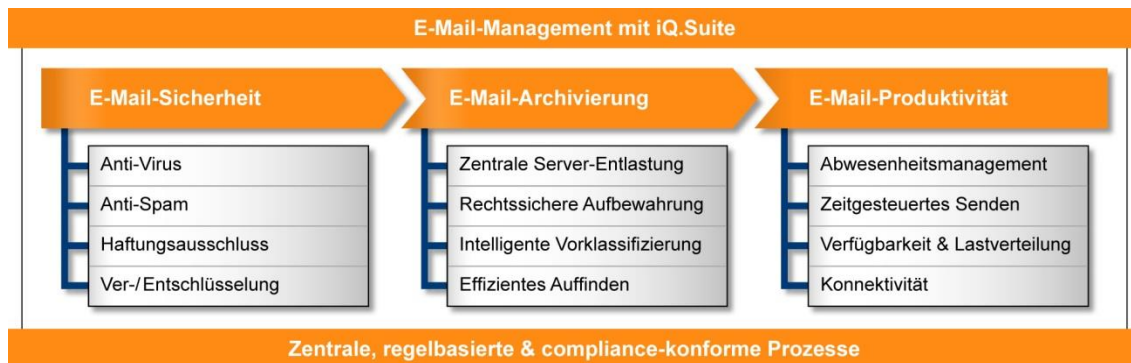 E-Mail-Management mit iQ.Suite
E-Mail-Sicherheit
Anti-Virus
Anti-Spam
Haftungsausschluss
Ver-/Entschlüsselung
E-Mail-Archivierung
Zentrale Server-Entlastung
Rechtssichere Aufbewahrung
Intelligente Vorklassifizierung
Effizientes Auffinden
E-Mail-Produktivität
Abwesenheitsmanagement
Zeitgesteuertes Senden
Verfügbarkeit & Lastverteilung
Konnektivität
Zentrale, regelbasierte & compliance-konforme Prozesse